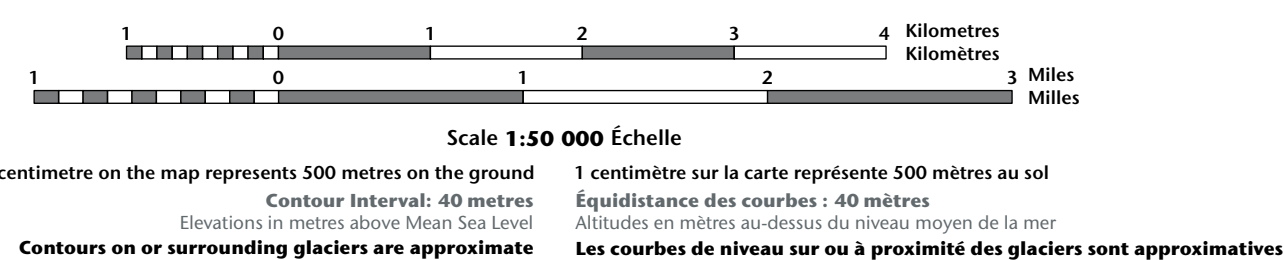 1 0 1 2 3 4 Kilometres
Kilomètres
1 0 1 2 3 Miles
Milles
Scale 1:50 000 Échelle
centimetre on the map represents 500 metres on the ground
1 centimètre sur la carte représente 500 mètres au sol
Contour Interval: 40 metres
Équidistance des courbes : 40 mètres
Elevations in metres above Mean Sea Level
Altitudes en mètres au-dessus du niveau moyen de la mer
Contours on or surrounding glaciers are approximate
Les courbes de niveau sur ou à proximité des glaciers sont approximatives